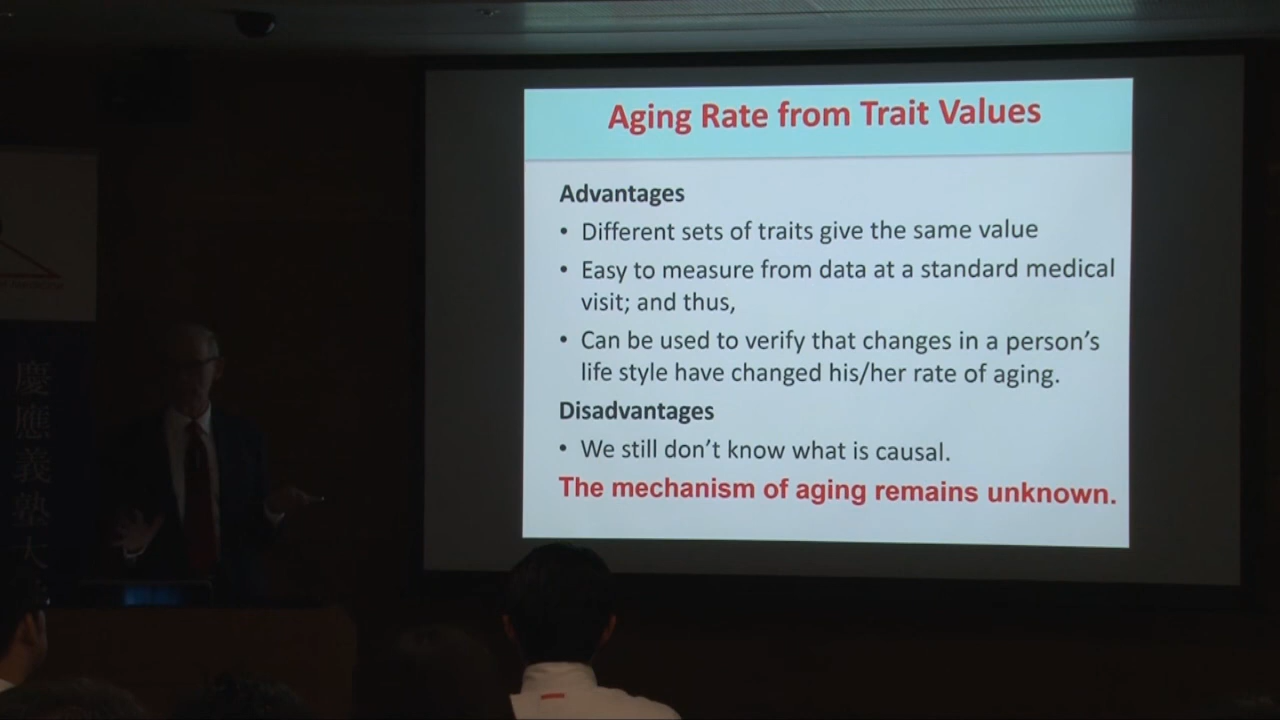 Aging Rate from Trait Values
Advantages
• Different sets of traits give the same value
• Easy to measure from data at a standard medical
visit; and thus,
• Can be used to verify that changes in a person's
life style have changed his/her rate of aging.
Disadvantages
• We still don't know what is causal.
The mechanism of aging remains unknown.
慶應義塾大